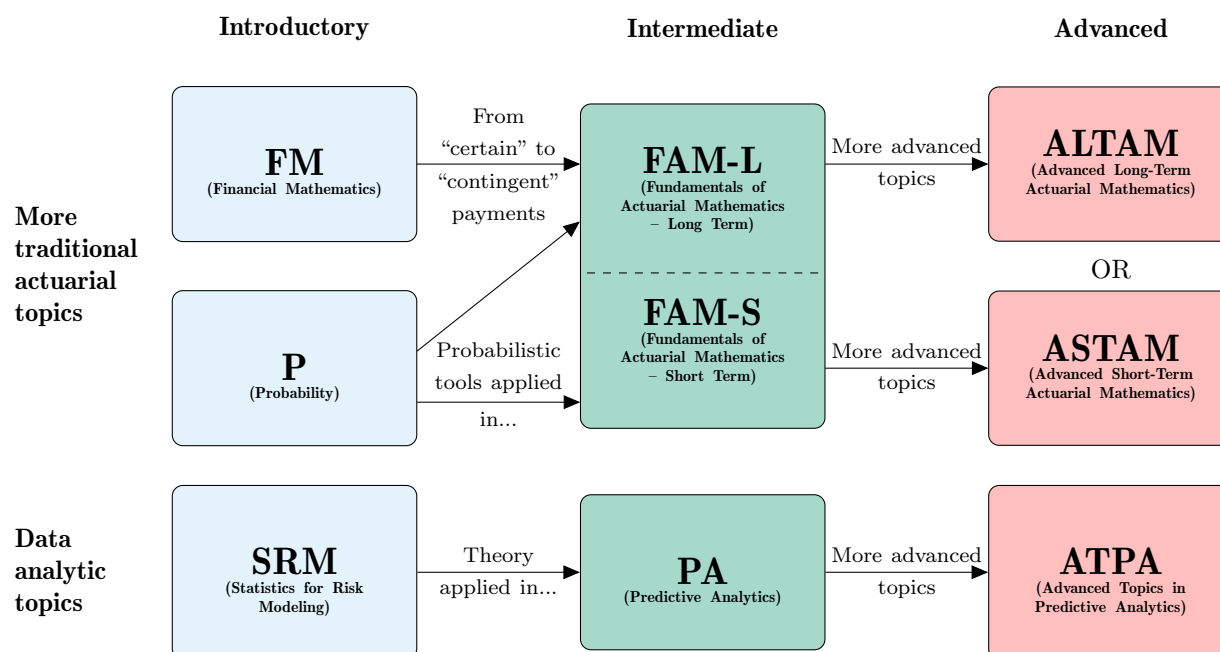 Introductory
Intermediate
Advanced
More
traditional
actuarial
topics
FM
(Financial Mathematics)
From
“certain” to
“contingent”
payments
FAM-L
(Fundamentals of
Actuarial Mathematics
– Long Term)
More advanced
topics
ALTAM
(Advanced Long-Term
Actuarial Mathematics)
OR
P
(Probability)
Probabilistic
tools applied
in...
FAM-S
(Fundamentals of
Actuarial Mathematics
– Short Term)
More advanced
topics
ASTAM
(Advanced Short-Term
Actuarial Mathematics)
Data
analytic
topics
SRM
(Statistics for Risk
Modeling)
Theory
applied in...
PA
(Predictive Analytics)
More advanced
topics
ATPA
(Advanced Topics in
Predictive Analytics)